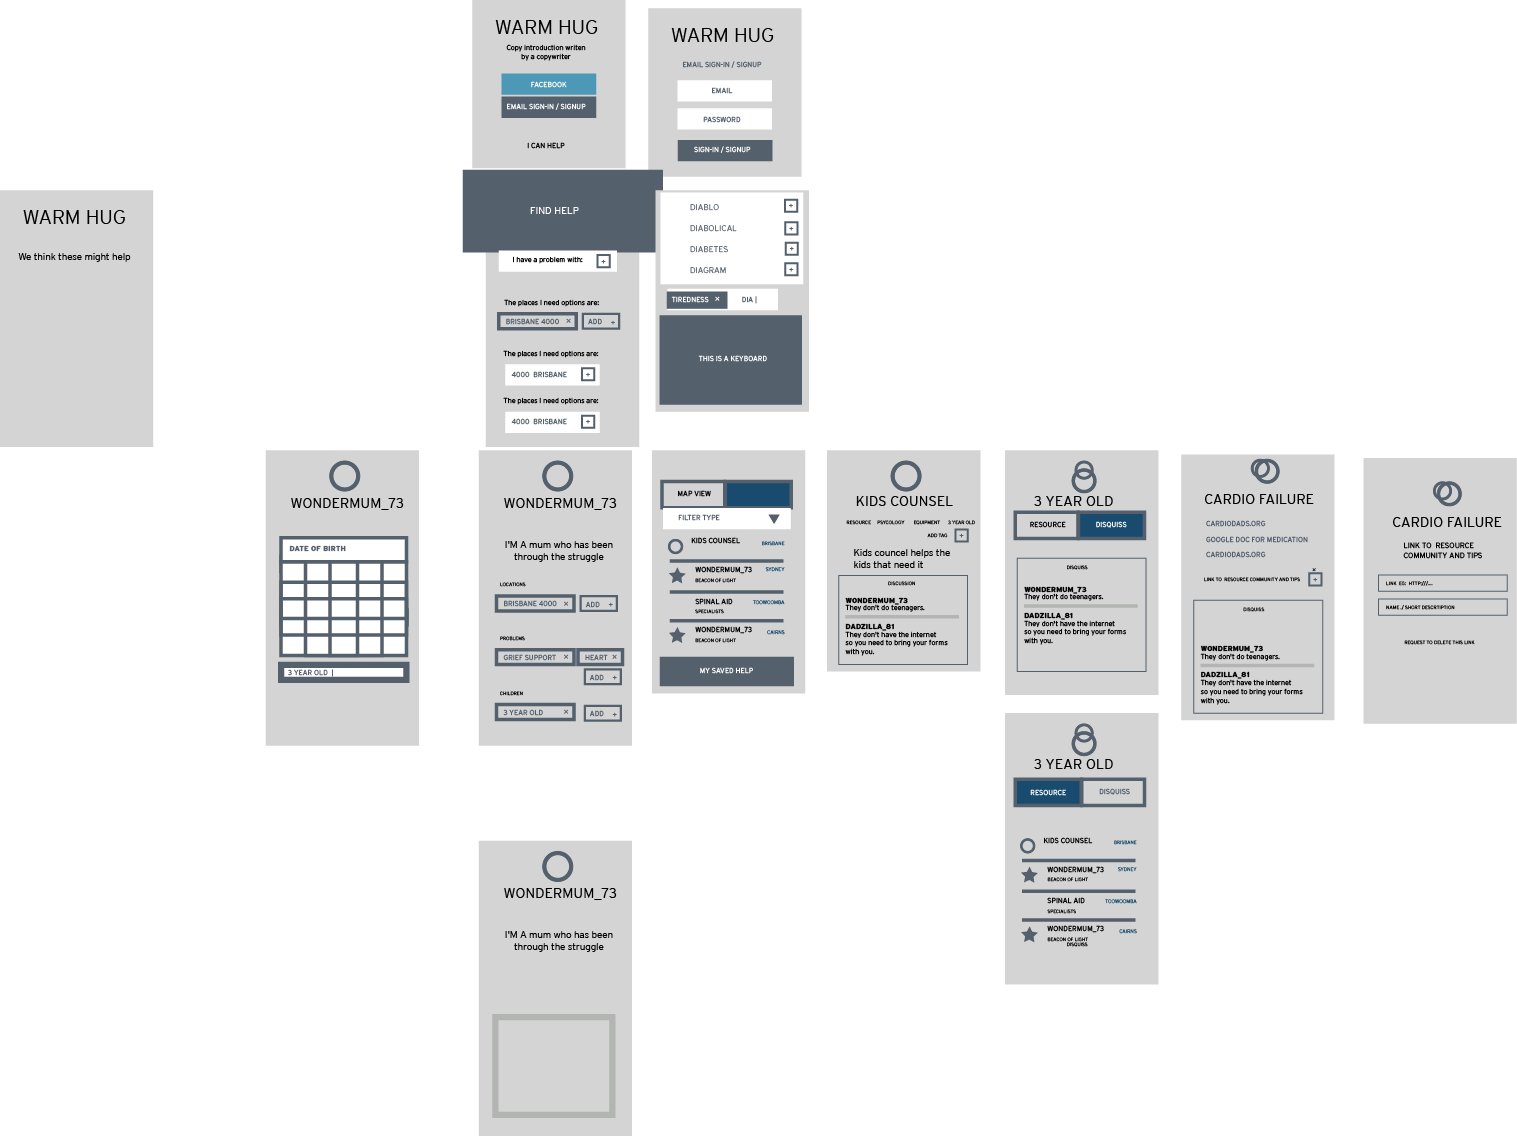 WARM HUG
Copy introduction writen
by a copywriter
FACEBOOK
EMAIL SIGN-IN / SIGNUP
I CAN HELP
WARM HUG
EMAIL SIGN-IN / SIGNUP
EMAIL
PASSWORD
SIGN-IN / SIGNUP
WARM HUG
We think these might help
FIND HELP
I have a problem with:
+
The places I need options are:
BRISBANE 4000 ×
ADD +
The places I need options are:
4000 BRISBANE +
The places I need options are:
4000 BRISBANE +
DIABLO +
DIABOLICAL +
DIABETES +
DIAGRAM +
TIREDNESS ×
DIA |
THIS IS A KEYBOARD
WONDERMUM_73
DATE OF BIRTH
3 YEAR OLD |
WONDERMUM_73
I'M A mum who has been
through the struggle
LOCATIONS
BRISBANE 4000 ×
ADD +
PROBLEMS
GRIEF SUPPORT ×
HEART ×
ADD +
CHILDREN
3 YEAR OLD ×
ADD +
MAP VIEW
FILTER TYPE
KIDS COUNSEL BRISBANE
WONDERMUM_73 SYDNEY
BEACON OF LIGHT
SPINAL AID TOOWOOMBA
SPECIALISTS
WONDERMUM_73 CAIRNS
BEACON OF LIGHT
MY SAVED HELP
KIDS COUNSEL
RESOURCE PSYCOLOGY EQUIPMENT 3 YEAR OLD
ADD TAG +
Kids councel helps the
kids that need it
DISCUSSION
WONDERMUM_73
They don't do teenagers.
DADZILLA_81
They don't have the internet
so you need to bring your forms
with you.
3 YEAR OLD
RESOURCE DISQUISS
DISQUISS
WONDERMUM_73
They don't do teenagers.
DADZILLA_81
They don't have the internet
so you need to bring your forms
with you.
CARDIO FAILURE
CARDIODADS.ORG
GOOGLE DOC FOR MEDICATION
CARDIODADS.ORG
×
LINK TO RESOURCE COMMUNITY AND TIPS +
DISQUISS
WONDERMUM_73
They don't do teenagers.
DADZILLA_81
They don't have the internet
so you need to bring your forms
with you.
CARDIO FAILURE
LINK TO RESOURCE
COMMUNITY AND TIPS
LINK EG: HTTP:///...
NAME / SHORT DESCRTIPTION
REQUEST TO DELETE THIS LINK
3 YEAR OLD
RESOURCE DISQUISS
KIDS COUNSEL BRISBANE
WONDERMUM_73 SYDNEY
BEACON OF LIGHT
SPINAL AID TOOWOOMBA
SPECIALISTS
WONDERMUM_73 CAIRNS
BEACON OF LIGHT
DISQUISS
WONDERMUM_73
I'M A mum who has been
through the struggle